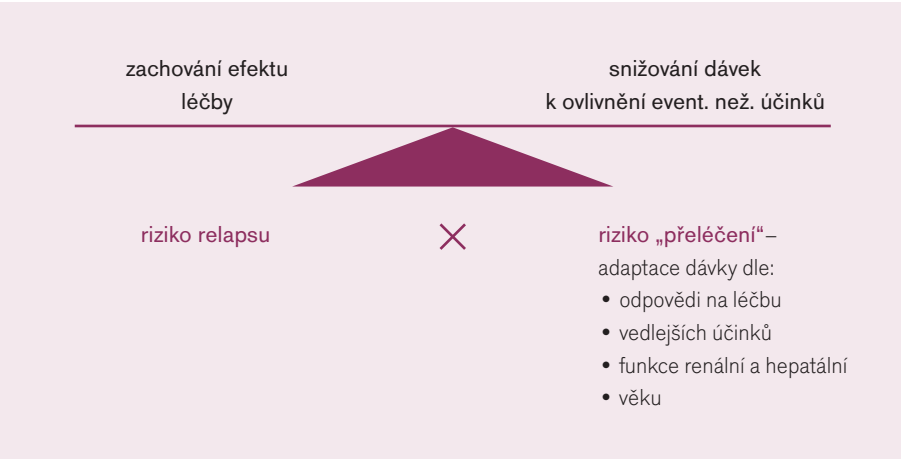 zachování efektu
léčby
snižování dávek
k ovlivnění event. než. účinků
riziko relapsu
riziko „přeléčení“–
adaptace dávky dle:
• odpovědi na léčbu
• vedlejších účinků
• funkce renální a hepatální
• věku